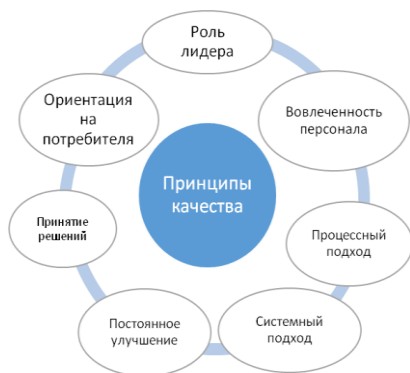 Роль
лидера
Вовлеченность
персонала
Процессный
подход
Системный
подход
Постоянное
улучшение
Принятие
решений
Ориентация
на
потребителя
Принципы
качества